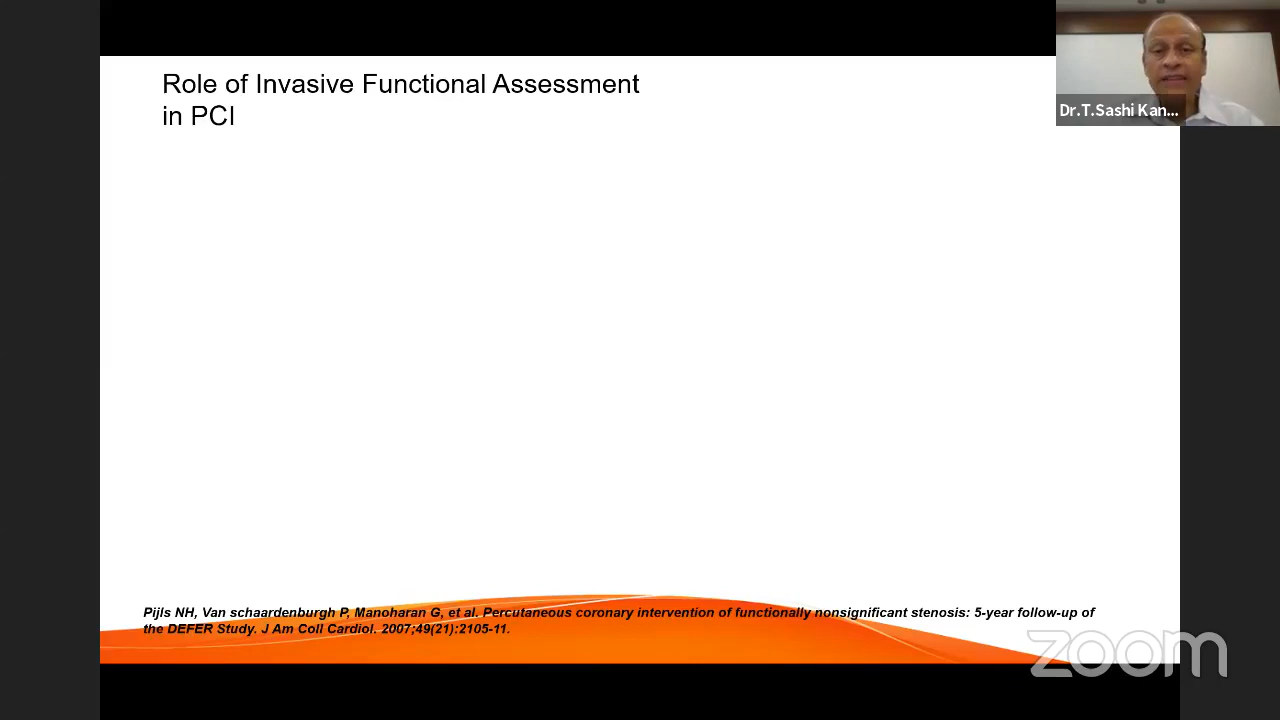 Role of Invasive Functional Assessment
in PCI
Dr.T.Sashi Kan...
Pijls NH, Van schaardenburgh P, Manoharan G, et al. Percutaneous coronary intervention of functionally nonsignificant stenosis: 5-year follow-up of
the DEFER Study. J Am Coll Cardiol. 2007;49(21):2105-11.
zoom